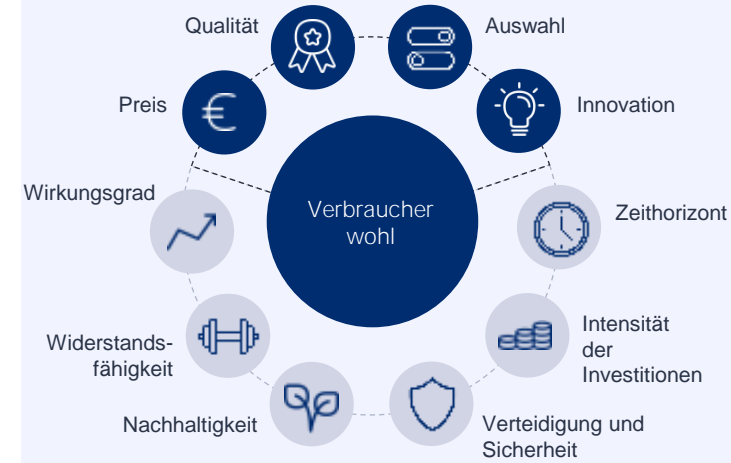 Qualität
Auswahl
Preis
€
Innovation
Wirkungsgrad
Verbraucher
wohl
Zeithorizont
Widerstands-
fähigkeit
Intensität
der
Investitionen
Nachhaltigkeit
Verteidigung und
Sicherheit